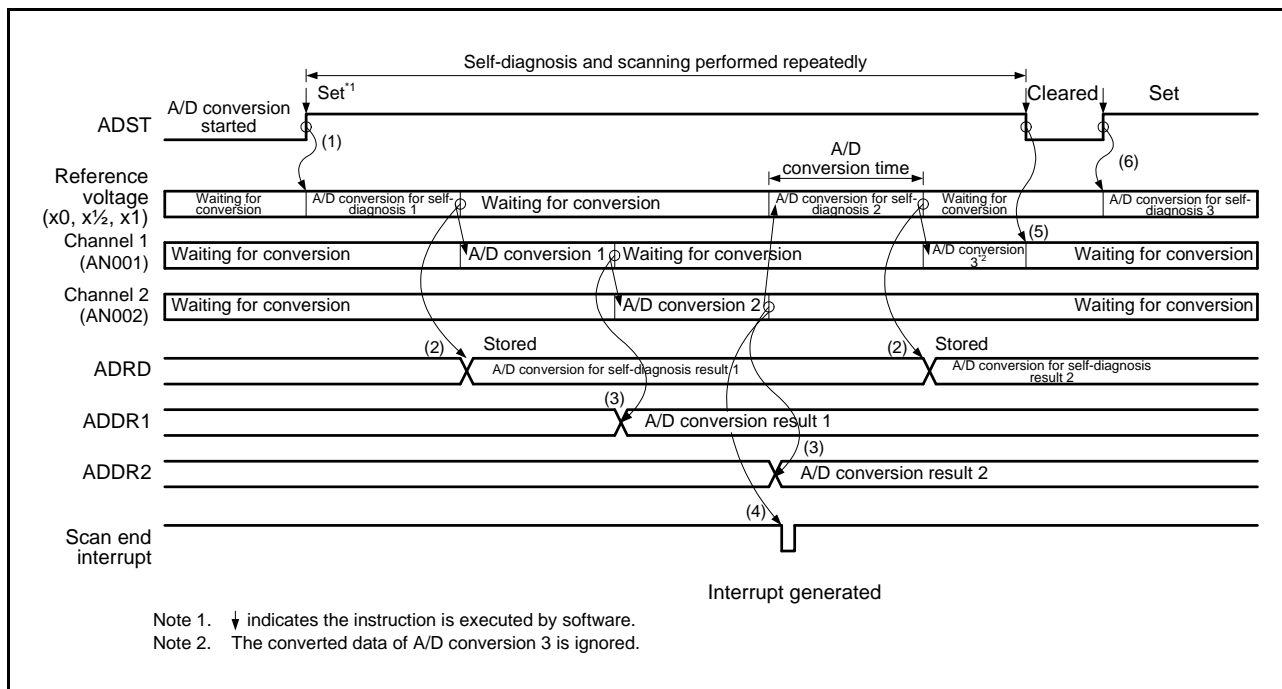 Self-diagnosis and scanning performed repeatedly
A/D conversion
started
Set*1
Cleared
Set
ADST
(1)
A/D
conversion time
(6)
Reference
voltage
(x0, x½, x1)
Waiting for
conversion
A/D conversion for self-
diagnosis 1
Waiting for conversion
A/D conversion for self-
diagnosis 2
Waiting for
conversion
A/D conversion for self-
diagnosis 3
(5)
Channel 1
(AN001)
Waiting for conversion
A/D conversion 1
Waiting for conversion
A/D conversion
3*2
Waiting for conversion
Channel 2
(AN002)
Waiting for conversion
A/D conversion 2
Waiting for conversion
(2)
Stored
(2)
Stored
ADRD
A/D conversion for self-diagnosis result 1
A/D conversion for self-diagnosis
result 2
(3)
ADDR1
A/D conversion result 1
(3)
ADDR2
A/D conversion result 2
(4)
Scan end
interrupt
Interrupt generated
Note 1. ↓ indicates the instruction is executed by software.
Note 2. The converted data of A/D conversion 3 is ignored.